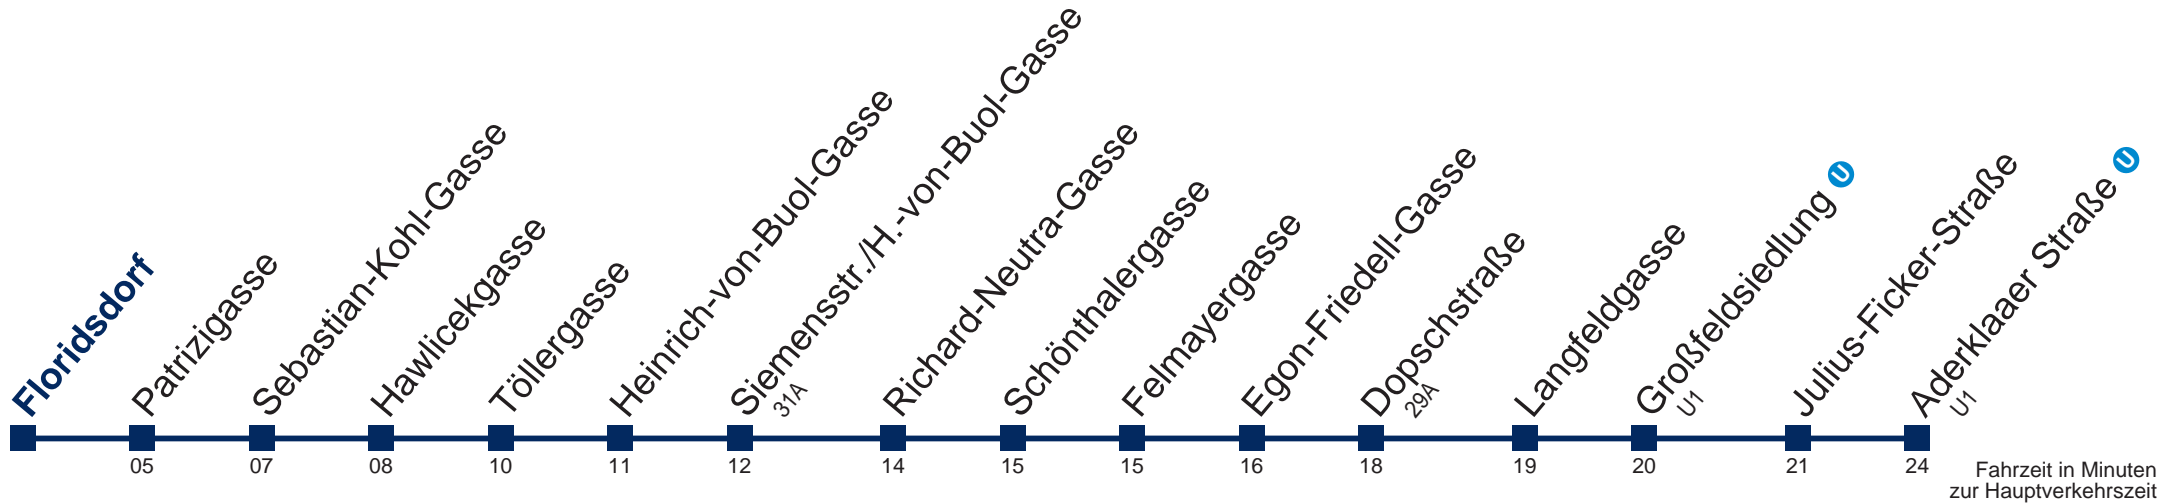 Floridsdorf
Patrizigasse
Sebastian-Kohl-Gasse
Hawlicekgasse
Töllergasse
Heinrich-von-Buol-Gasse
Siemensstr./H.-von-Buol-Gasse
31A
Richard-Neutra-Gasse
Schönthalergasse
Felmayergasse
Egon-Friedell-Gasse
Dopschstraße
29A
Langfeldgasse
Großfeldsiedlung U
U1
Julius-Ficker-Straße
Aderklaaer Straße U
U1
05 07 08 10 11 12 14 15 15 16 18 19 20 21 24
Fahrzeit in Minuten
zur Hauptverkehrszeit